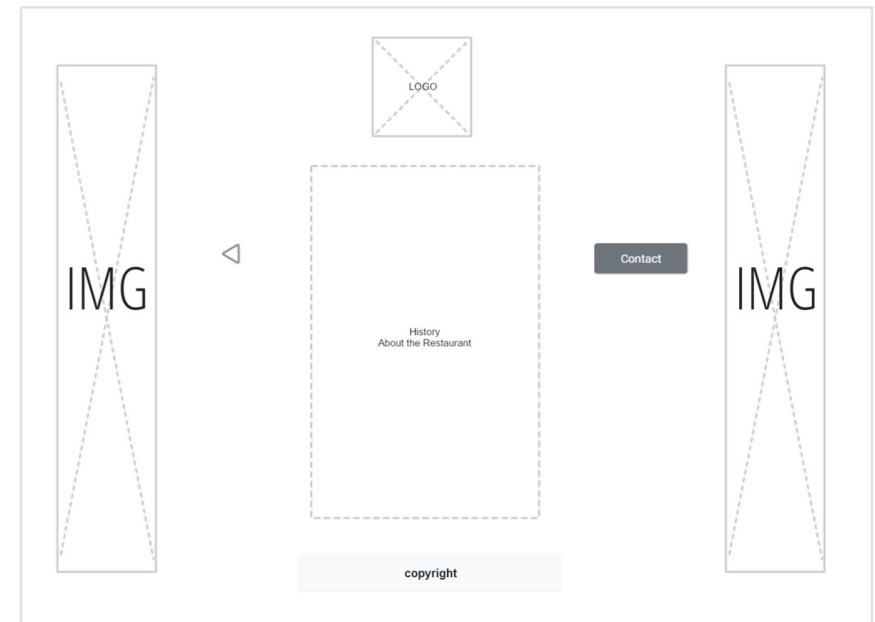 LOGO
IMG
Contact
IMG
History
About the Restaurant
copyright